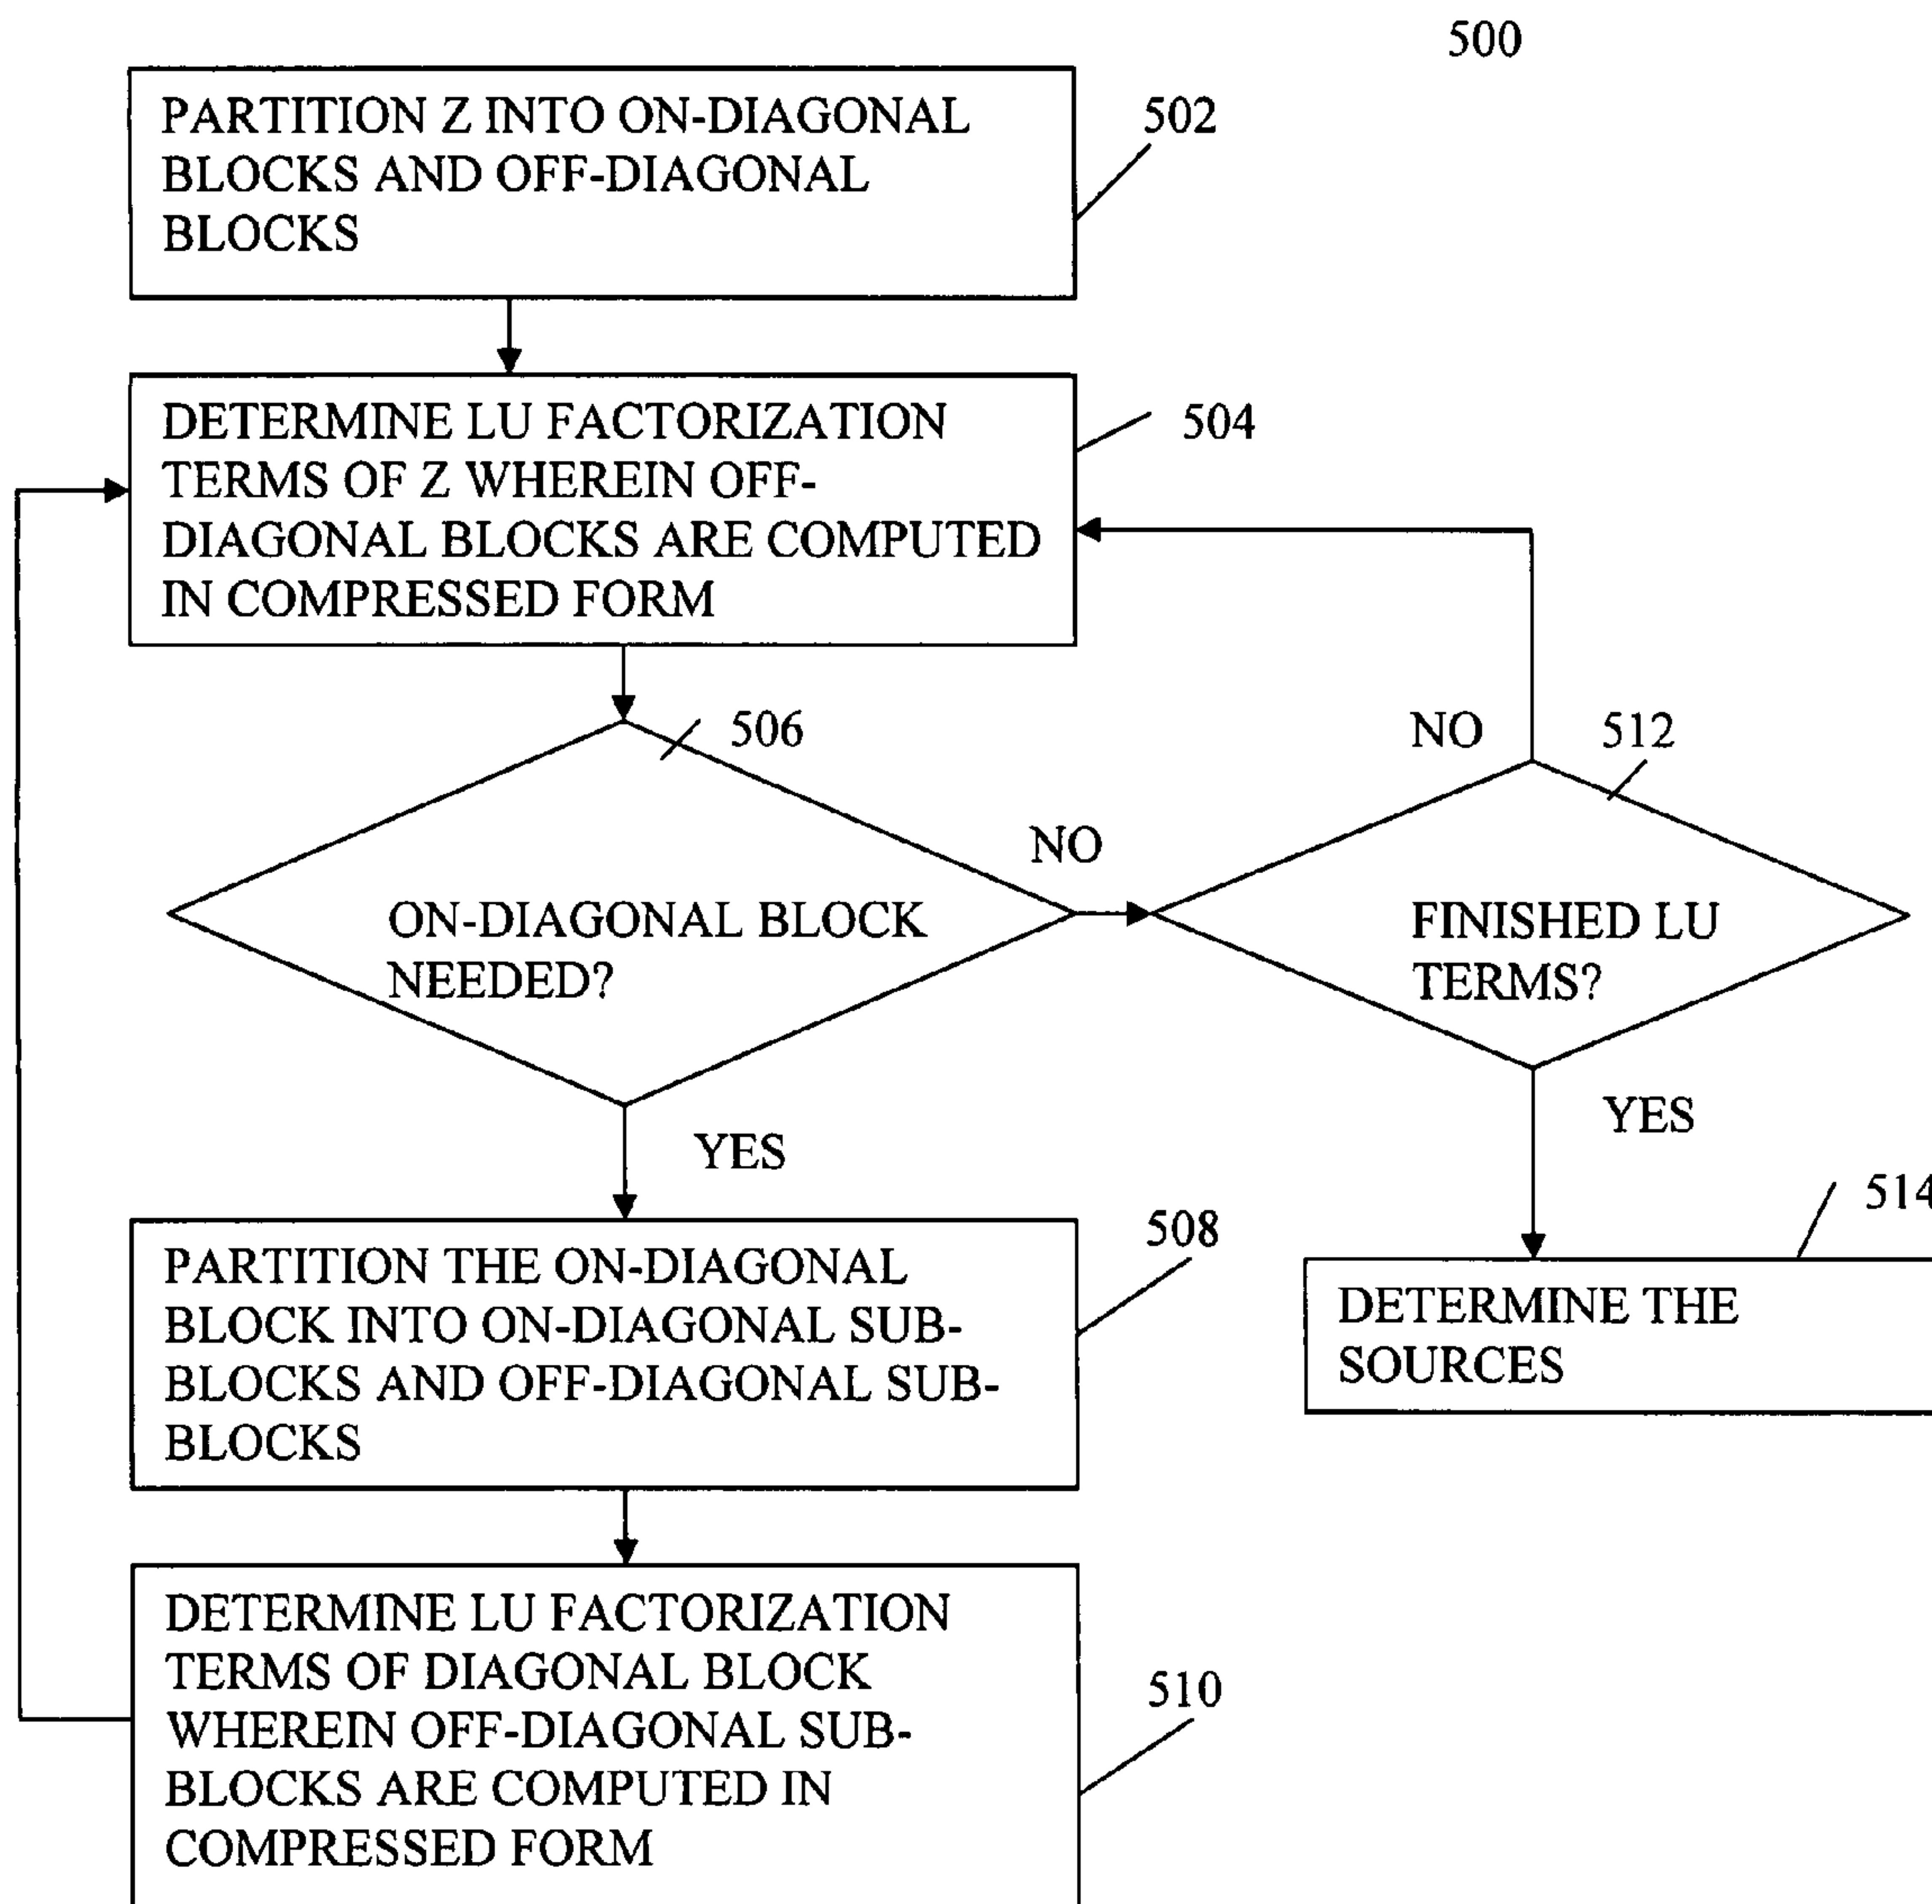 500
PARTITION Z INTO ON-DIAGONAL
BLOCKS AND OFF-DIAGONAL
BLOCKS
502
DETERMINE LU FACTORIZATION
TERMS OF Z WHEREIN OFF-
DIAGONAL BLOCKS ARE COMPUTED
IN COMPRESSED FORM
504
506
ON-DIAGONAL BLOCK
NEEDED?
NO
NO
512
FINISHED LU
TERMS?
YES
YES
508
PARTITION THE ON-DIAGONAL
BLOCK INTO ON-DIAGONAL SUB-
BLOCKS AND OFF-DIAGONAL SUB-
BLOCKS
514
DETERMINE THE
SOURCES
DETERMINE LU FACTORIZATION
TERMS OF DIAGONAL BLOCK
WHEREIN OFF-DIAGONAL SUB-
BLOCKS ARE COMPUTED IN
COMPRESSED FORM
510